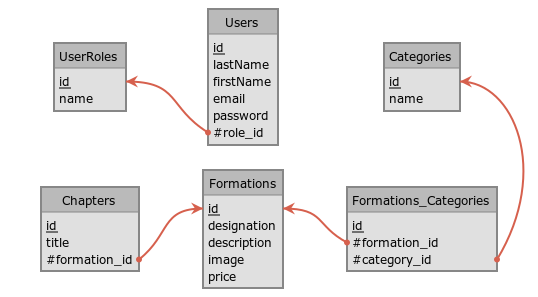 Users
id
lastName
firstName
email
password
#role_id
UserRoles
id
name
Categories
id
name
Chapters
id
title
#formation_id
Formations
id
designation
description
image
price
Formations_Categories
id
#formation_id
#category_id